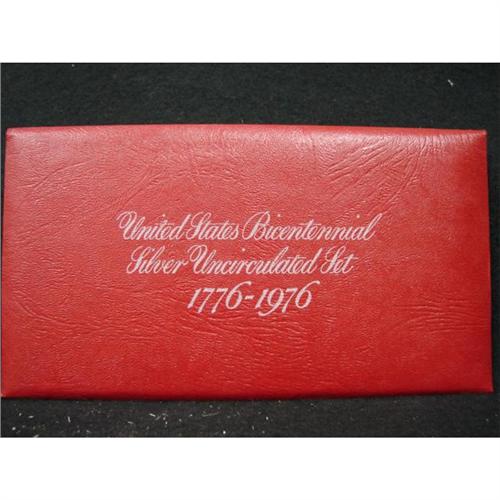 United States Bicentennial
Silver Uncirculated Set
1776-1976